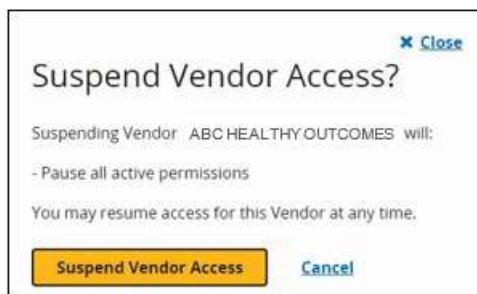 ✖ Close
Suspend Vendor Access?
Suspending Vendor ABC HEALTHY OUTCOMES will:
- Pause all active permissions
You may resume access for this Vendor at any time.
Suspend Vendor Access Cancel